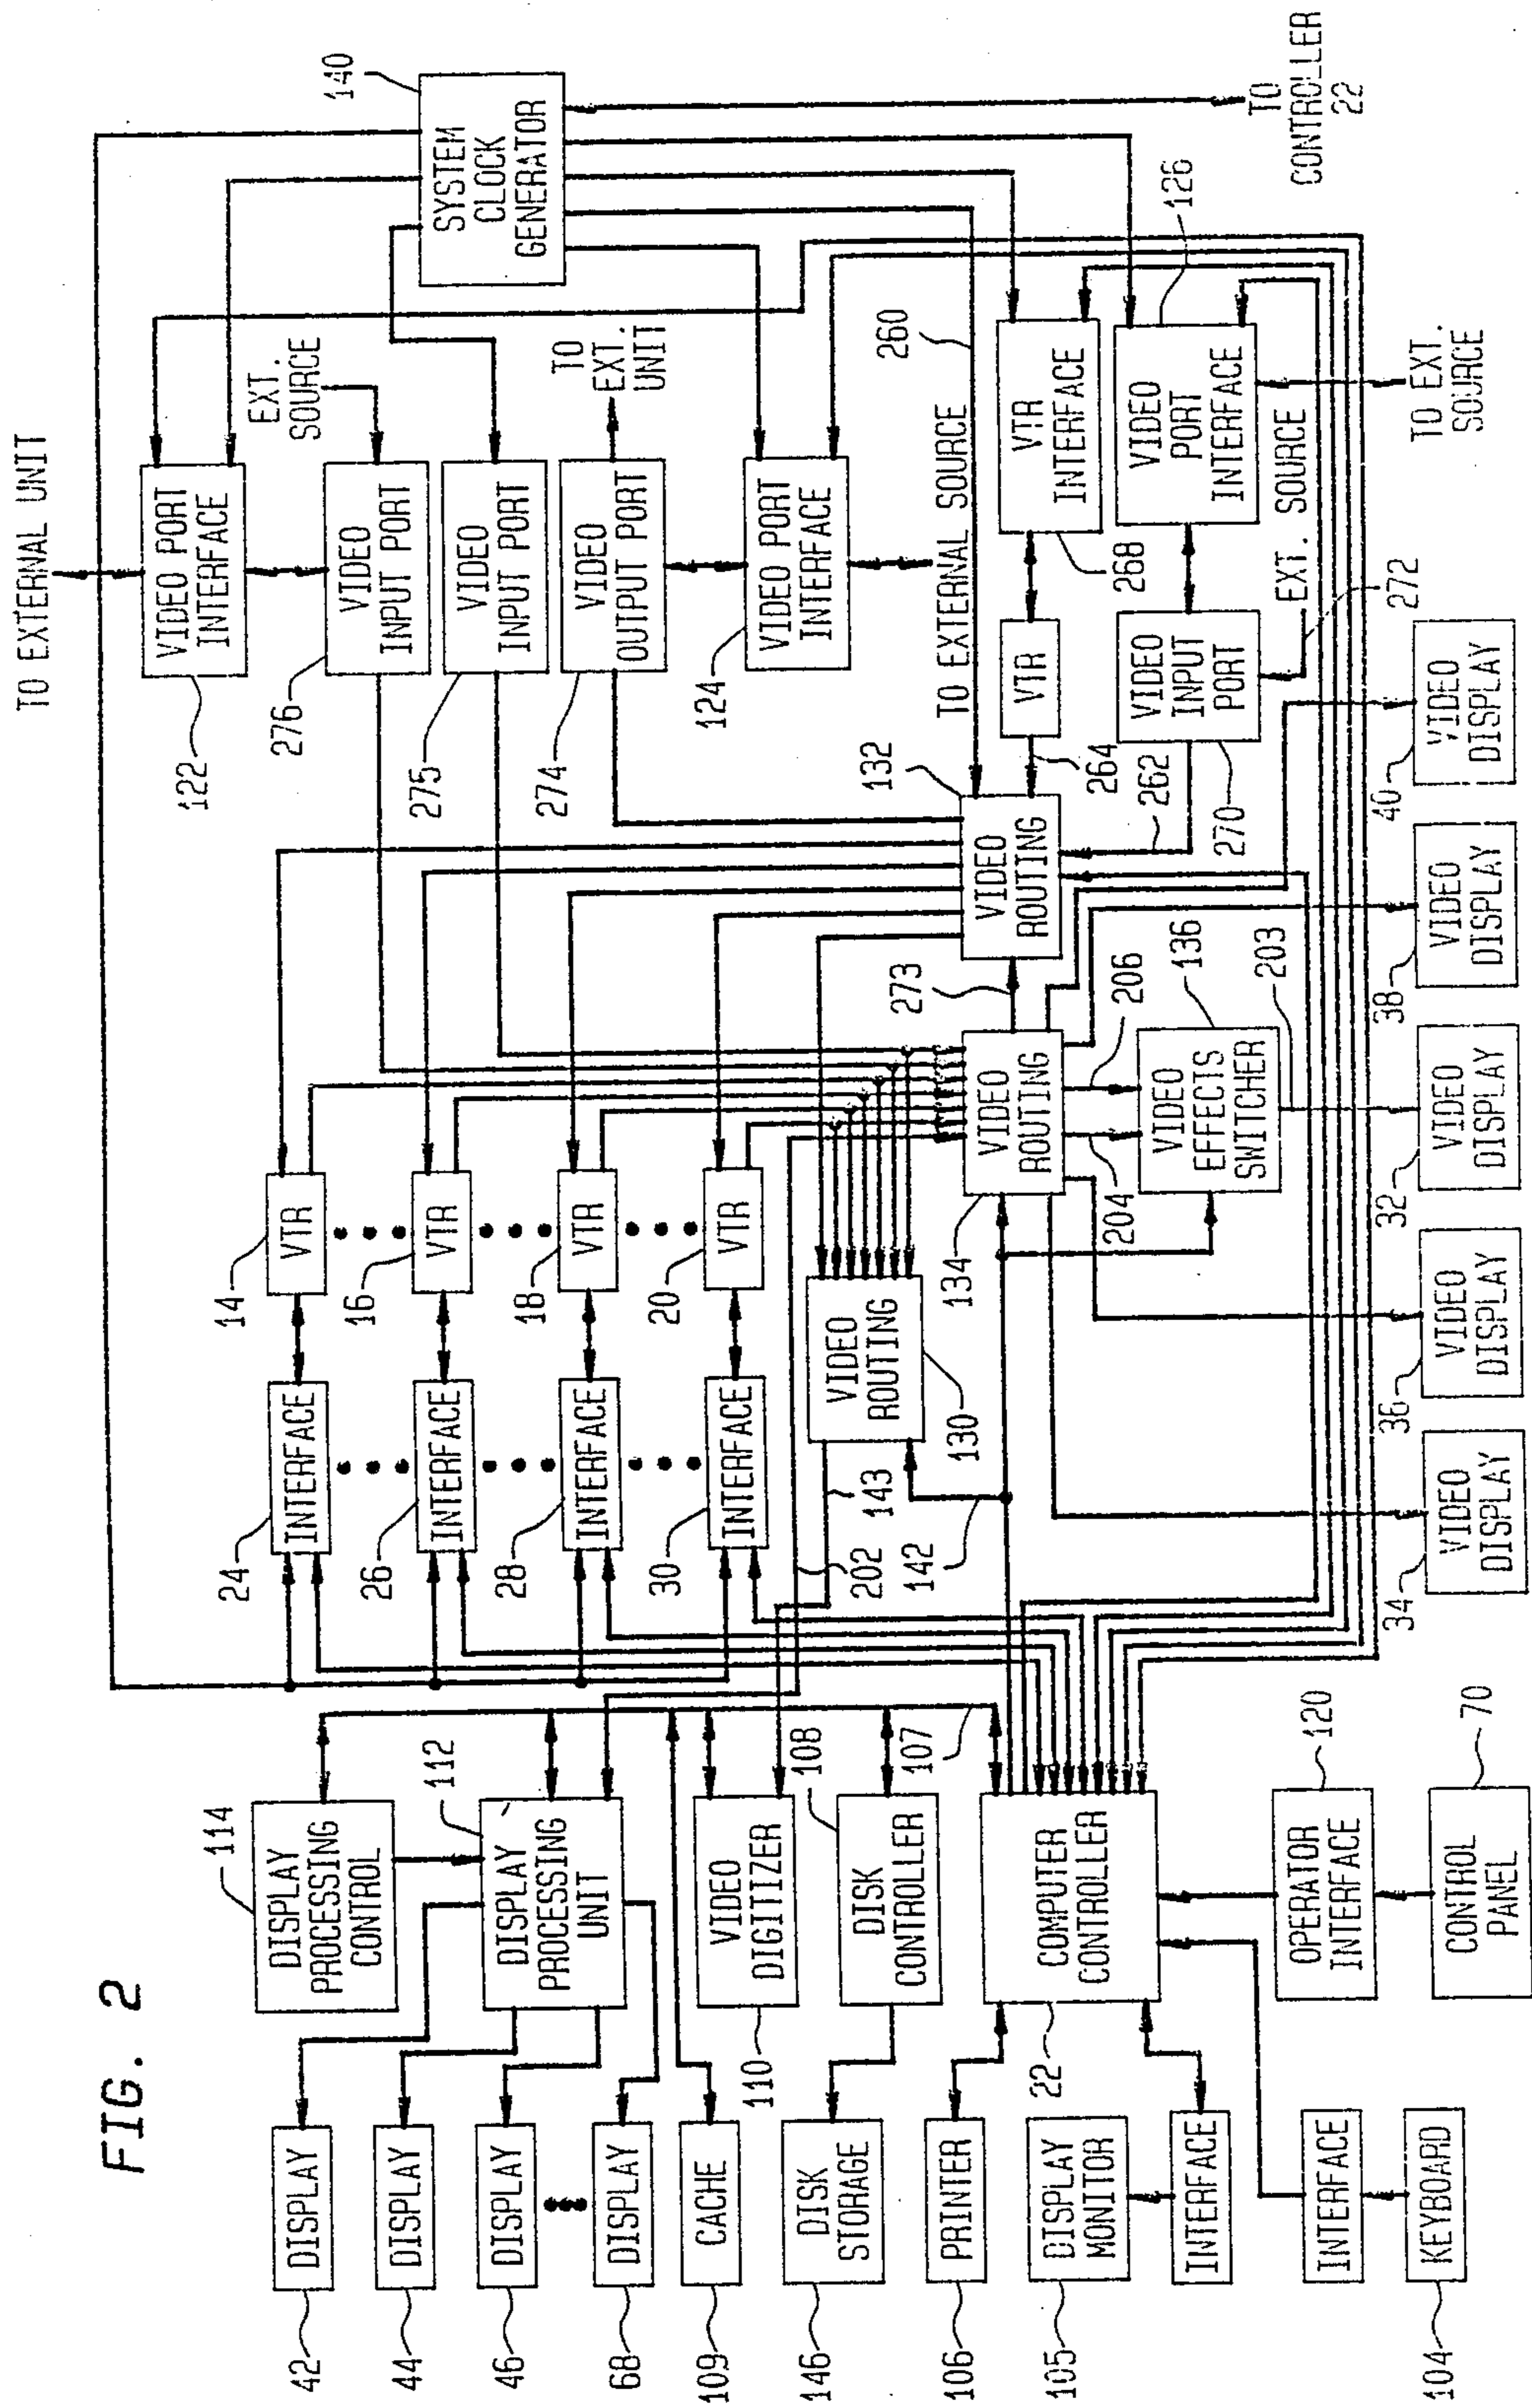 FIG. 2
42
DISPLAY
44
DISPLAY
46
DISPLAY
68
DISPLAY
109
CACHE
146
DISK
STORAGE
106
PRINTER
105
DISPLAY
MONITOR
INTERFACE
INTERFACE
104
KEYBOARD
114
DISPLAY
PROCESSING
CONTROL
112
DISPLAY
PROCESSING
UNIT
110
VIDEO
DIGITIZER
108
DISK
CONTROLLER
107
22
COMPUTER
CONTROLLER
120
OPERATOR
INTERFACE
70
CONTROL
PANEL
24
INTERFACE
26
INTERFACE
28
INTERFACE
30
INTERFACE
202
143
142
14
VTR
16
VTR
18
VTR
20
VTR
130
VIDEO
ROUTING
134
VIDEO
ROUTING
204
206
136
VIDEO
EFFECTS
SWITCHER
203
273
132
VIDEO
ROUTING
264
262
34
VIDEO
DISPLAY
36
VIDEO
DISPLAY
32
VIDEO
DISPLAY
38
VIDEO
DISPLAY
40
VIDEO
DISPLAY
TO EXTERNAL UNIT
122
VIDEO PORT
INTERFACE
276
VIDEO
INPUT PORT
EXT.
SOURCE
275
VIDEO
INPUT PORT
274
VIDEO
OUTPUT PORT
TO
EXT.
UNIT
124
VIDEO PORT
INTERFACE
TO EXTERNAL SOURCE
260
VTR
268
VTR
INTERFACE
270
VIDEO
INPUT
PORT
EXT. SOURCE
272
126
VIDEO
PORT
INTERFACE
TO EXT.
SOURCE
140
SYSTEM
CLOCK
GENERATOR
TO
CONTROLLER
22